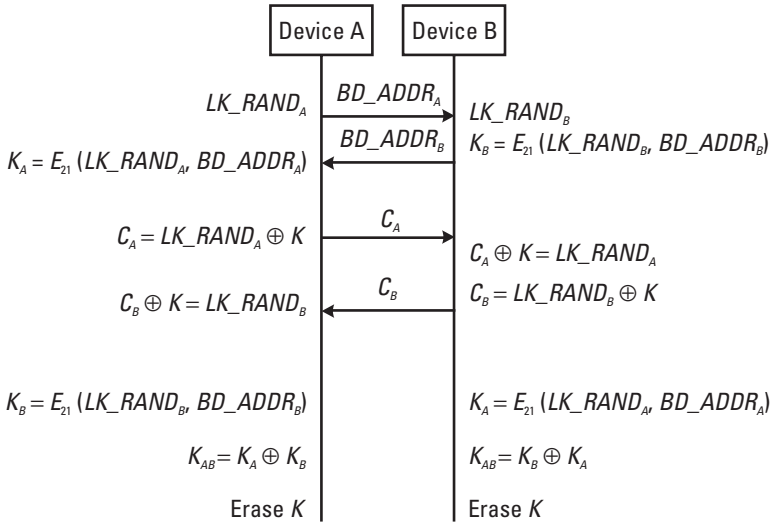 Device A Device B
LK_RAND_A BD_ADDR_A LK_RAND_B
K_A = E_21 (LK_RAND_A, BD_ADDR_A) BD_ADDR_B K_B = E_21 (LK_RAND_B, BD_ADDR_B)
C_A = LK_RAND_A ⊕ K C_A
C_A ⊕ K = LK_RAND_A
C_B ⊕ K = LK_RAND_B C_B C_B = LK_RAND_B ⊕ K
K_B = E_21 (LK_RAND_B, BD_ADDR_B) K_A = E_21 (LK_RAND_A, BD_ADDR_A)
K_AB = K_A ⊕ K_B K_AB = K_B ⊕ K_A
Erase K Erase K